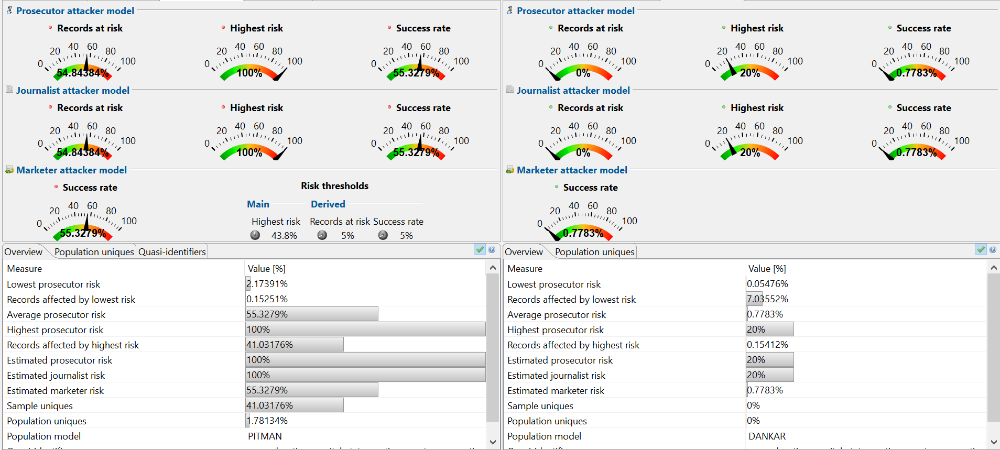 Prosecutor attacker model
Records at risk
Highest risk
Success rate
0 20 40 60 80 100
54.84384%
0 20 40 60 80 100
100%
0 20 40 60 80 100
55.3279%
Journalist attacker model
Records at risk
Highest risk
Success rate
0 20 40 60 80 100
54.84384%
0 20 40 60 80 100
100%
0 20 40 60 80 100
55.3279%
Marketer attacker model
Success rate
0 20 40 60 80 100
55.3279%
Risk thresholds
Main
Derived
Highest risk Records at risk Success rate
43.8% 5% 5%
Overview Population uniques Quasi-identifiers
Measure Value [%]
Lowest prosecutor risk 2.17391%
Records affected by lowest risk 0.15251%
Average prosecutor risk 55.3279%
Highest prosecutor risk 100%
Records affected by highest risk 41.03176%
Estimated prosecutor risk 100%
Estimated journalist risk 100%
Estimated marketer risk 55.3279%
Sample uniques 41.03176%
Population uniques 1.78134%
Population model PITMAN
Prosecutor attacker model
Records at risk
Highest risk
Success rate
0 20 40 60 80 100
0%
0 20 40 60 80 100
20%
0 20 40 60 80 100
0.7783%
Journalist attacker model
Records at risk
Highest risk
Success rate
0 20 40 60 80 100
0%
0 20 40 60 80 100
20%
0 20 40 60 80 100
0.7783%
Marketer attacker model
Success rate
0 20 40 60 80 100
0.7783%
Overview Population uniques
Measure Value [%]
Lowest prosecutor risk 0.05476%
Records affected by lowest risk 7.03552%
Average prosecutor risk 0.7783%
Highest prosecutor risk 20%
Records affected by highest risk 0.15412%
Estimated prosecutor risk 20%
Estimated journalist risk 20%
Estimated marketer risk 0.7783%
Sample uniques 0%
Population uniques 0%
Population model DANKAR